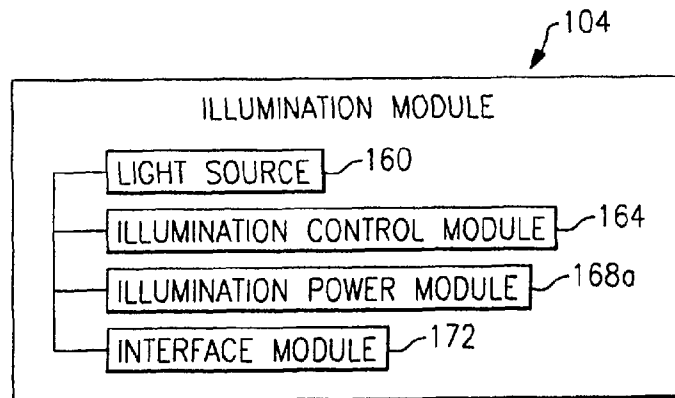 104
ILLUMINATION MODULE
LIGHT SOURCE 160
ILLUMINATION CONTROL MODULE 164
ILLUMINATION POWER MODULE 168a
INTERFACE MODULE 172